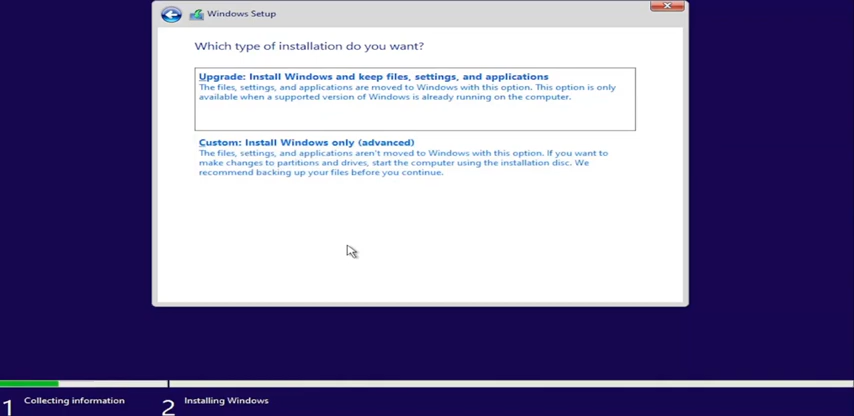 Windows Setup
Which type of installation do you want?
Upgrade: Install Windows and keep files, settings, and applications
The files, settings, and applications are moved to Windows with this option. This option is only
available when a supported version of Windows is already running on the computer.
Custom: Install Windows only (advanced)
The files, settings, and applications aren't moved to Windows with this option. If you want to
make changes to partitions and drives, start the computer using the installation disc. We
recommend backing up your files before you continue.
1 Collecting information
2 Installing Windows